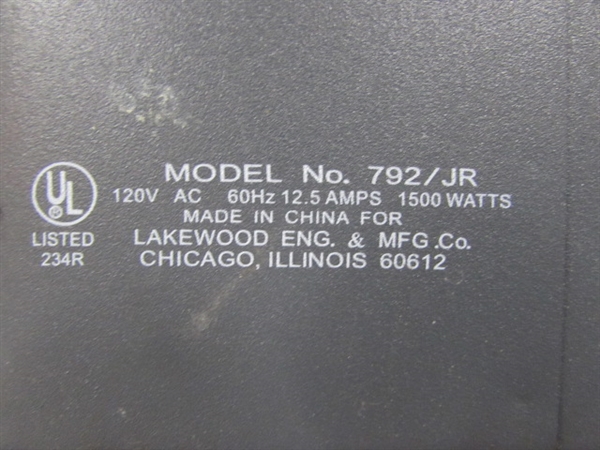 MODEL No. 792/JR
120V AC 60Hz 12.5 AMPS 1500 WATTS
MADE IN CHINA FOR
LAKEWOOD ENG. & MFG.Co.
CHICAGO, ILLINOIS 60612
UL
®
LISTED
234R